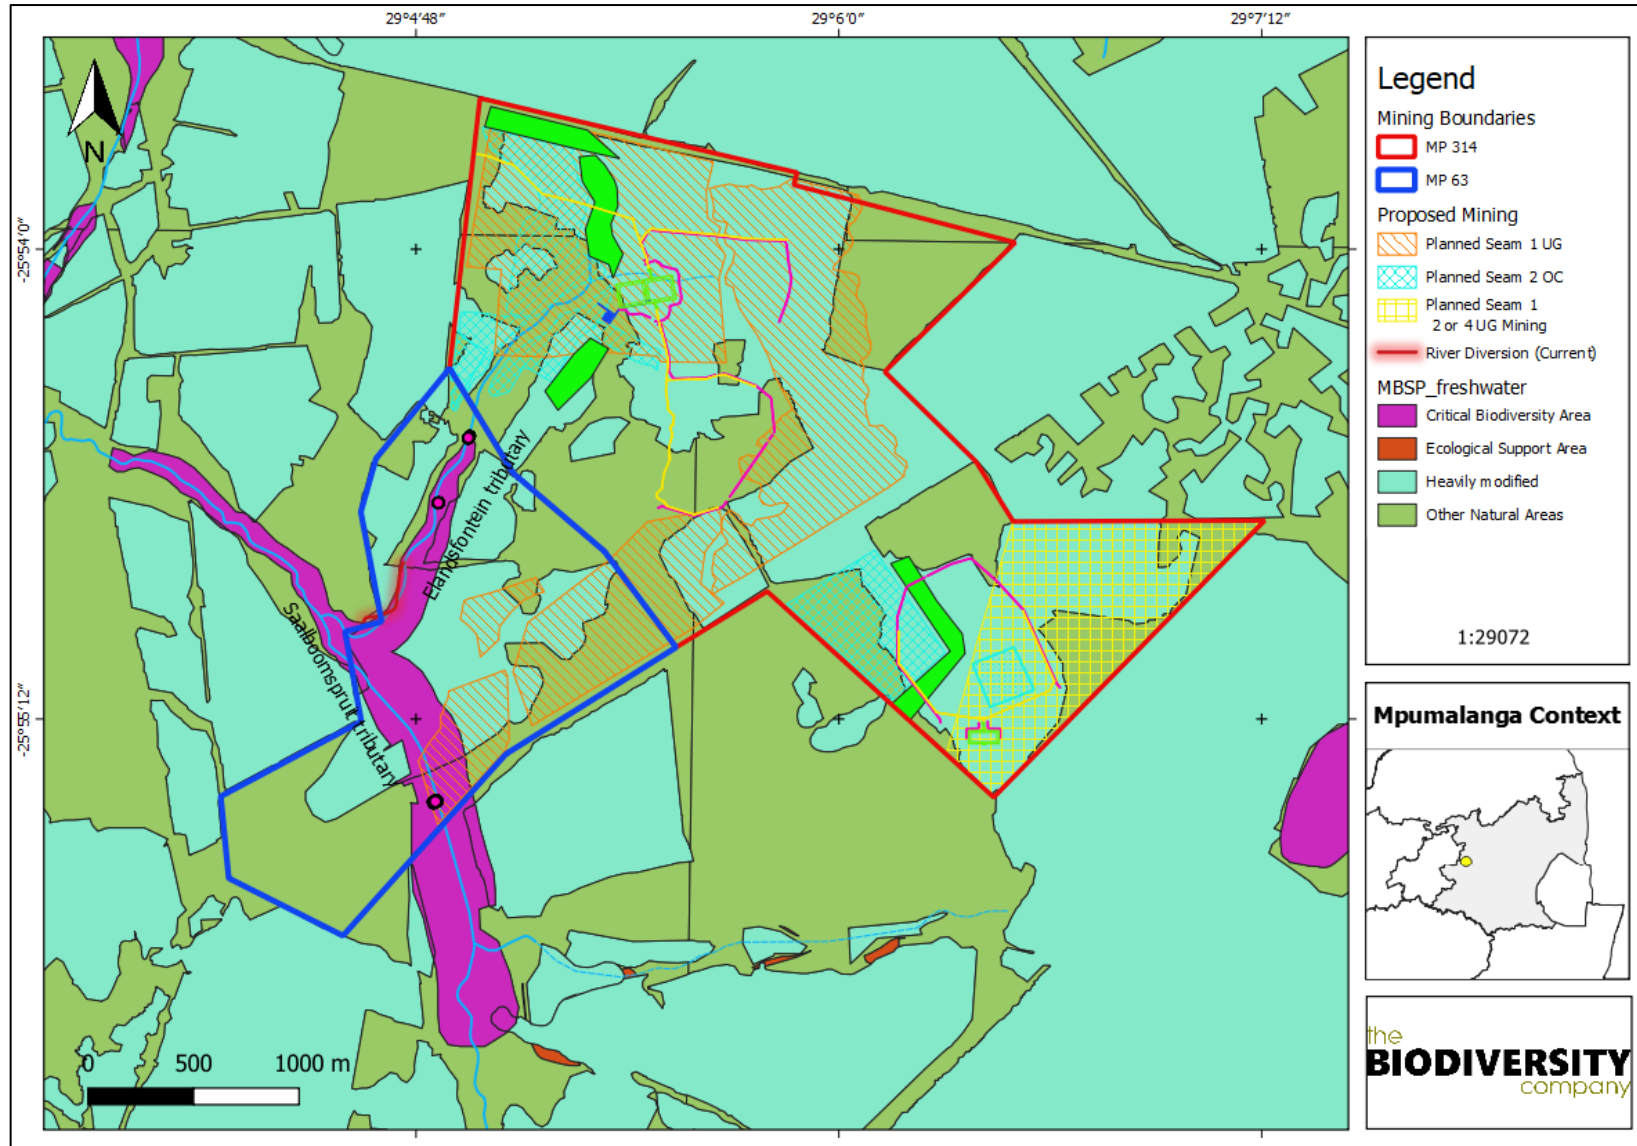 29°4'48"
29°6'0"
29°7'12"
-25°54'0"
-25°55'12"
N
Elandsfontein tributary
Saalboomspruit tributary
0 500 1000 m
Legend
Mining Boundaries
MP 314
MP 63
Proposed Mining
Planned Seam 1 UG
Planned Seam 2 OC
Planned Seam 1
2 or 4 UG Mining
River Diversion (Current)
MBSP_freshwater
Critical Biodiversity Area
Ecological Support Area
Heavily modified
Other Natural Areas
1:29072
Mpumalanga Context
the
BIODIVERSITY
company